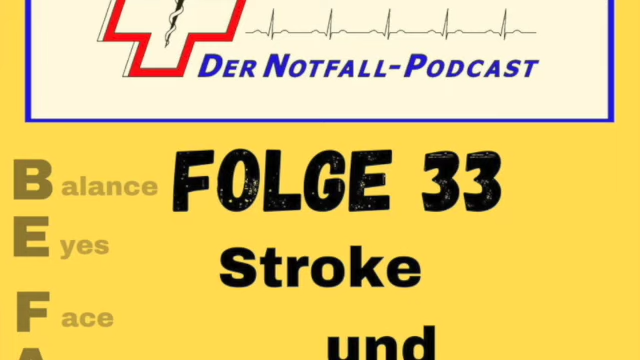 DER NOTFALL-PODCAST
FOLGE 33
Balance
Eyes
Stroke
Face
und